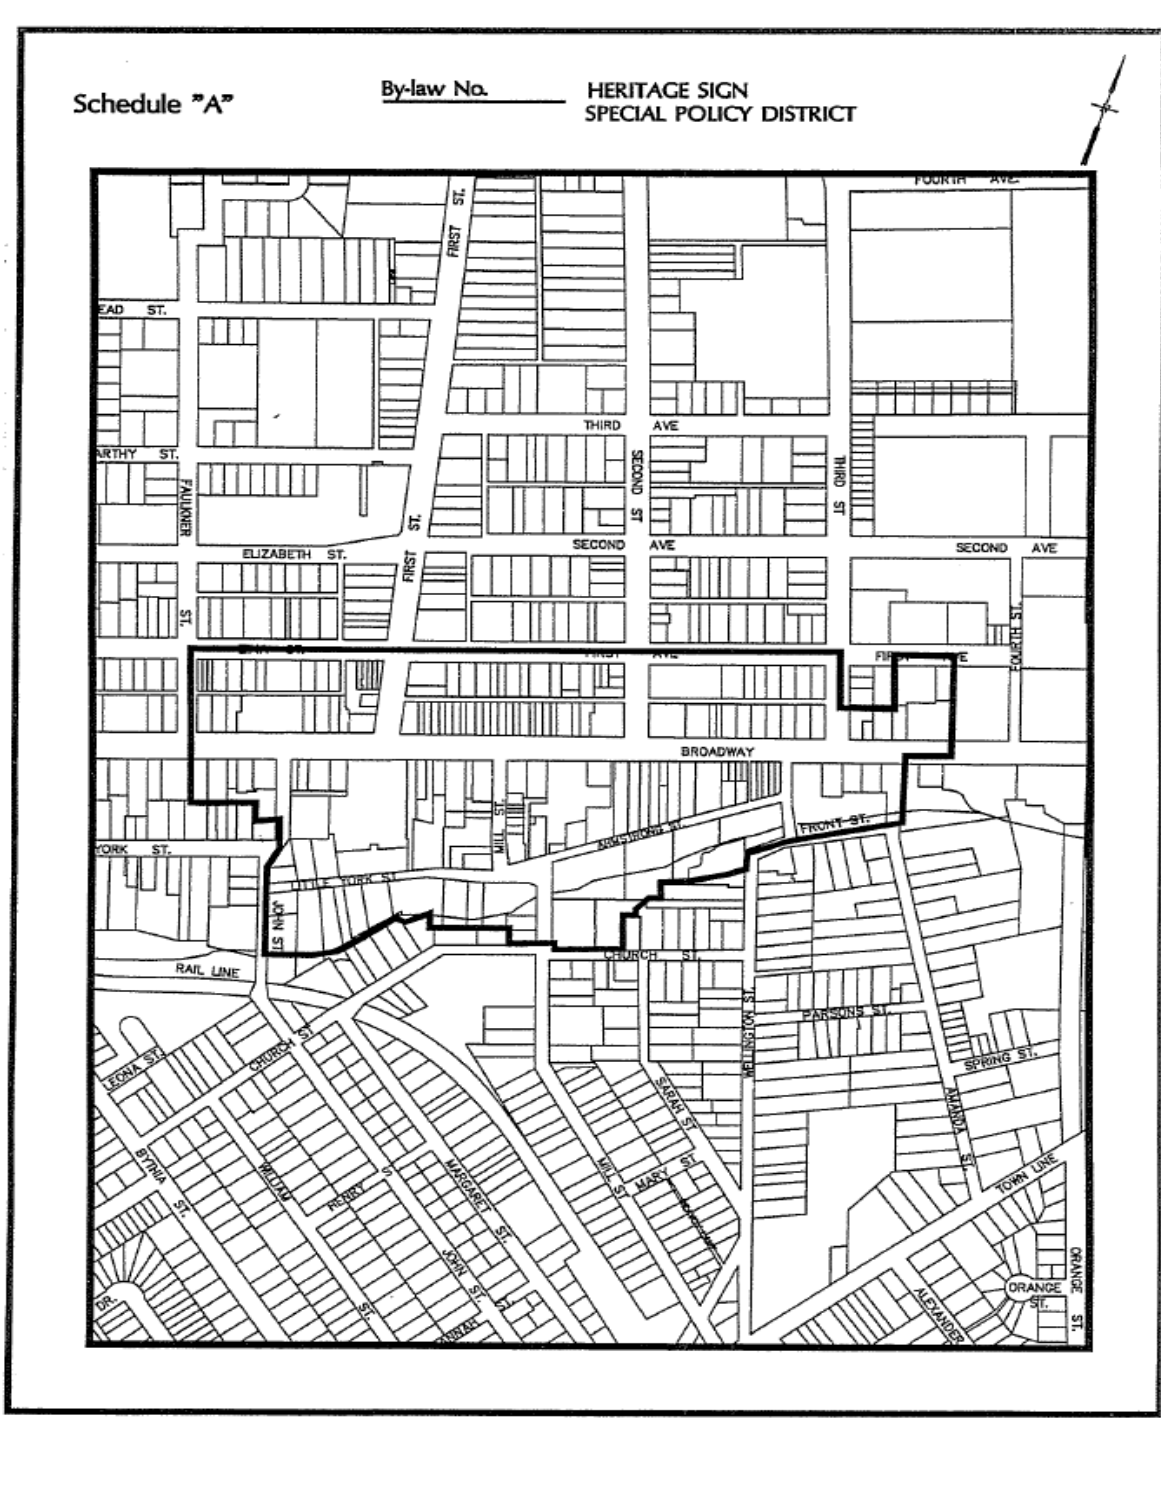 Schedule "A"
By-law No.
HERITAGE SIGN
SPECIAL POLICY DISTRICT
FOURTH AVE.
FIRST ST.
EAD ST.
THIRD AVE
ARTHY ST.
FAULKNER ST.
SECOND ST
THIRD ST
FIRST ST.
ELIZABETH ST.
SECOND AVE
SECOND AVE
FOURTH ST.
ST.
FIRST AVE
FIRST AVE
BROADWAY
MILL ST.
ARMSTRONG ST.
FRONT ST.
YORK ST.
LITTLE YORK ST.
JOHN ST
CHURCH ST.
RAIL LINE
WELLINGTON ST.
PARSONS ST.
SPRING ST.
LEONA ST.
CHURCH S
SARAH ST
AMANDA ST.
BYTHIA ST.
WILLIAM ST.
HENRY S
MARGARET ST.
MILL ST
MARY ST
TOWN LINE
JOHN ST.
ORANGE ST.
ORANGE ST.
ALEXANDER
DR.
ANNAH S